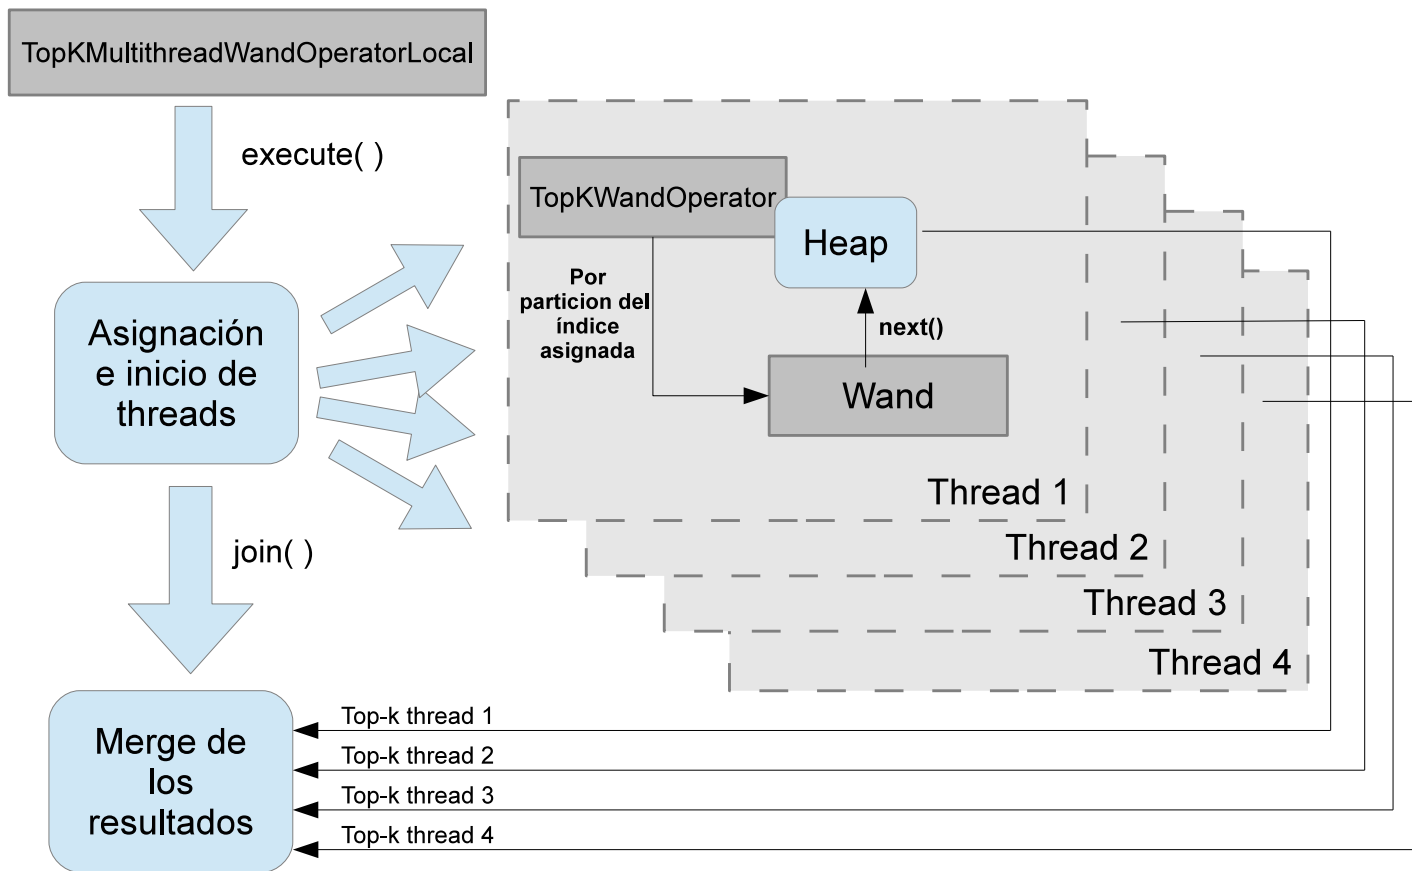 TopKMultithreadWandOperatorLocal
execute( )
Asignación
e inicio de
threads
join( )
Merge de
los
resultados
TopKWandOperator
Heap
Por
particion del
índice
asignada
next()
Wand
Thread 1
Thread 2
Thread 3
Thread 4
Top-k thread 1
Top-k thread 2
Top-k thread 3
Top-k thread 4